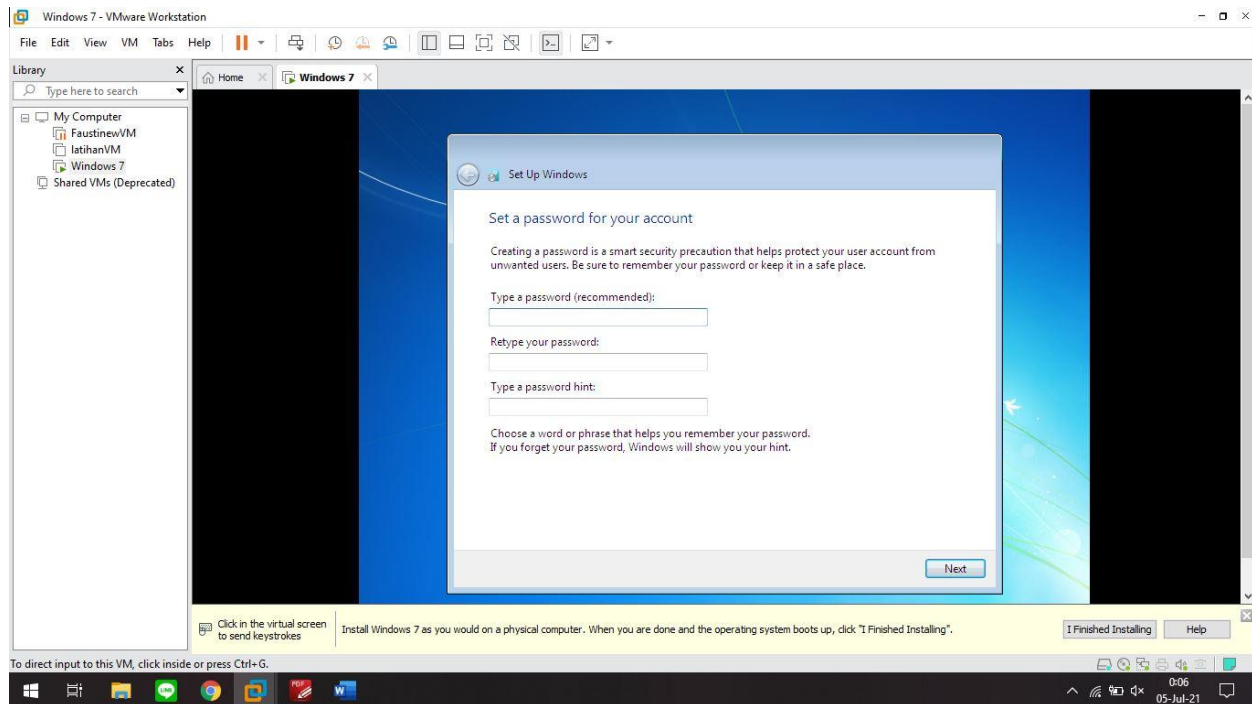 Windows 7 - VMware Workstation
File Edit View VM Tabs Help
Library
Type here to search
My Computer
FaustinewVM
latihanVM
Windows 7
Shared VMs (Deprecated)
Home
Windows 7
Set Up Windows
Set a password for your account
Creating a password is a smart security precaution that helps protect your user account from
unwanted users. Be sure to remember your password or keep it in a safe place.
Type a password (recommended):
Retype your password:
Type a password hint:
Choose a word or phrase that helps you remember your password.
If you forget your password, Windows will show you your hint.
Next
Click in the virtual screen
to send keystrokes
Install Windows 7 as you would on a physical computer. When you are done and the operating system boots up, click "I Finished Installing".
I Finished Installing
Help
To direct input to this VM, click inside or press Ctrl+G.
LINE
PDF
W
0:06
05-Jul-21